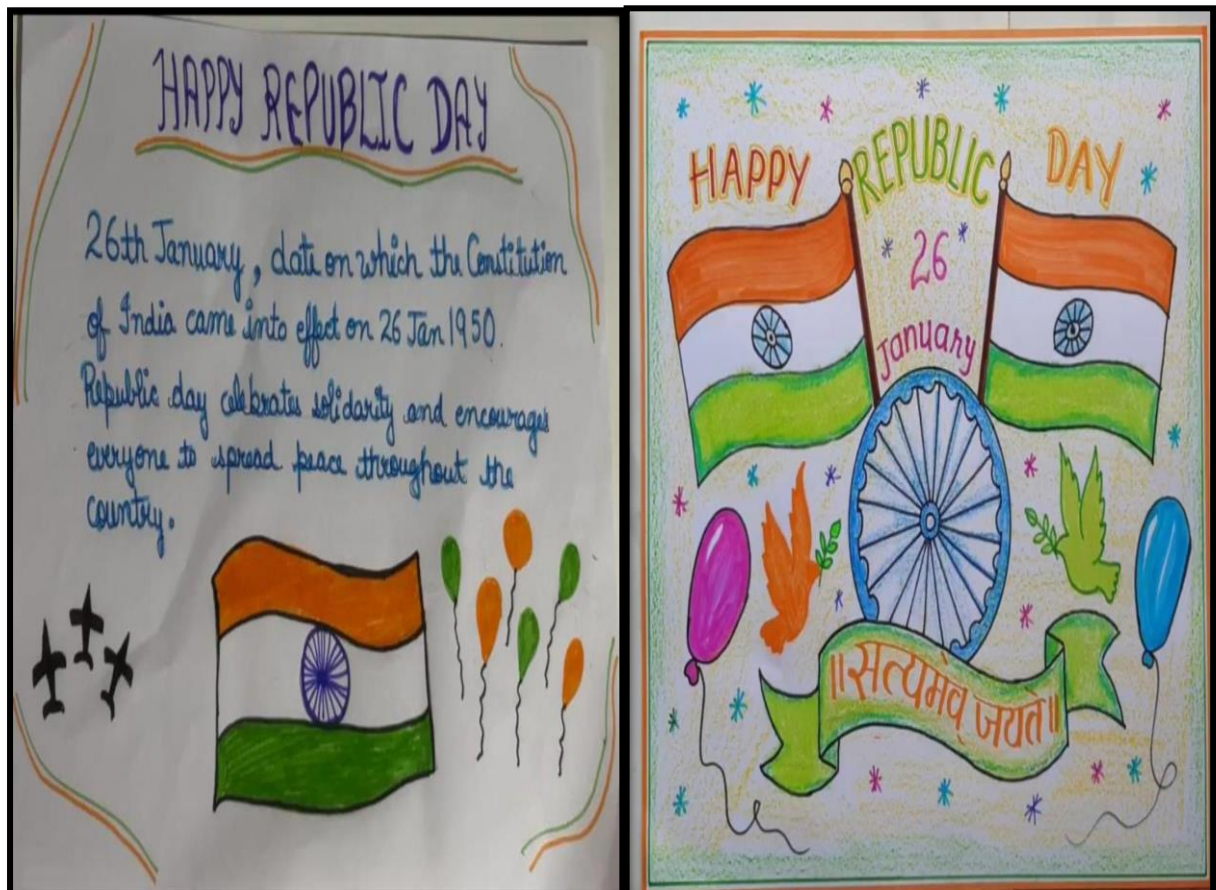 HAPPY REPUBLIC DAY
26th January, date on which the Constitution
of India came into effect on 26 Jan 1950.
Republic day celebrates solidarity and encourages
everyone to spread peace throughout the
country.
HAPPY REPUBLIC DAY
26
January
॥सत्यमेव जयते॥